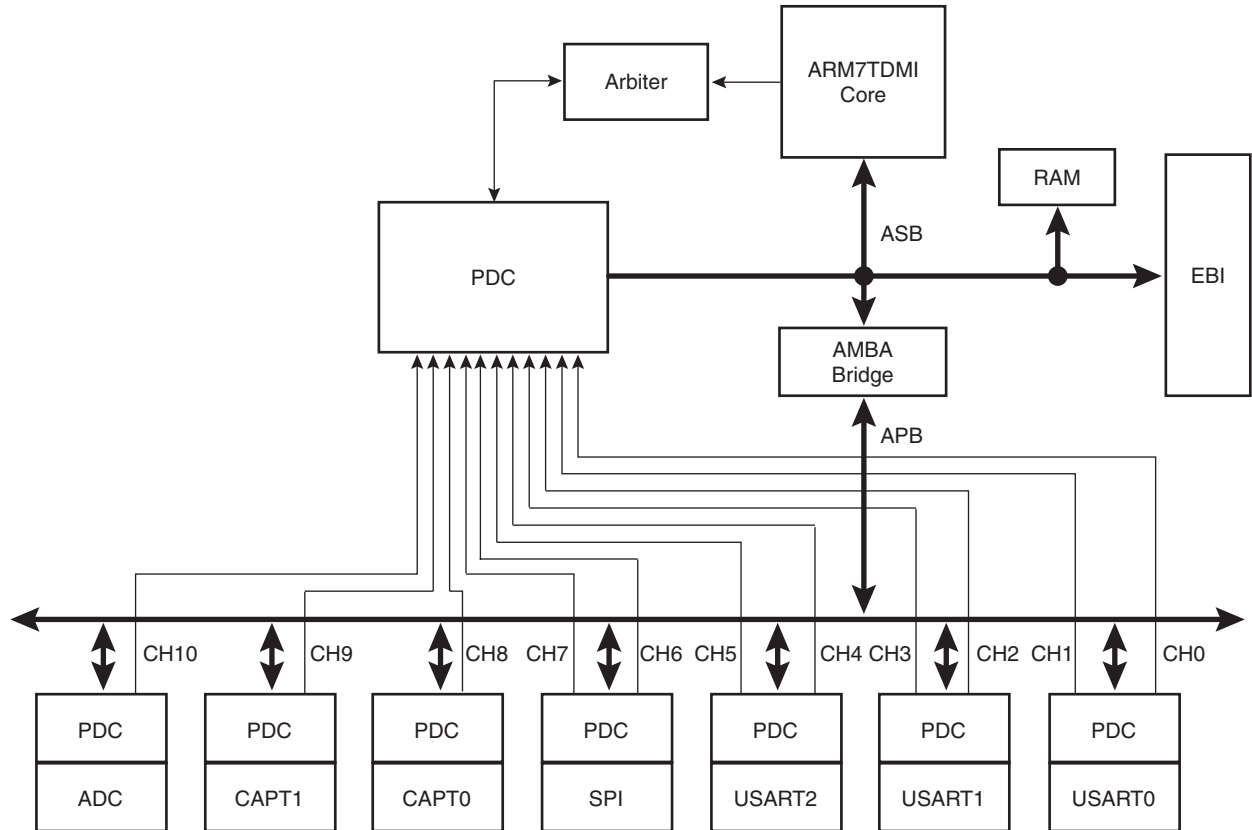 ARM7TDMI
Core
Arbiter
RAM
ASB
PDC
EBI
AMBA
Bridge
APB
CH10
CH9
CH8
CH7
CH6
CH5
CH4
CH3
CH2
CH1
CH0
PDC
PDC
PDC
PDC
PDC
PDC
PDC
ADC
CAPT1
CAPT0
SPI
USART2
USART1
USART0